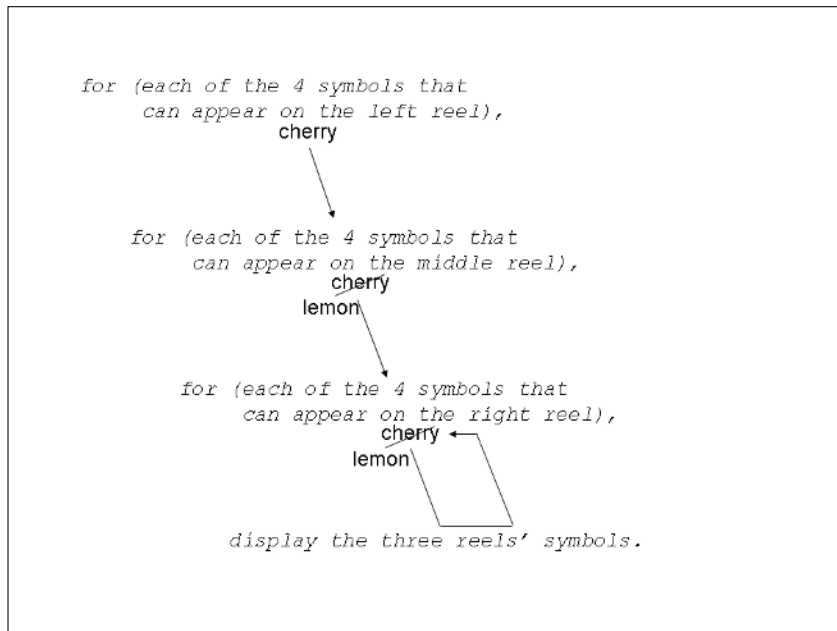 for (each of the 4 symbols that
can appear on the left reel),
cherry
for (each of the 4 symbols that
can appear on the middle reel),
cherry
lemon
for (each of the 4 symbols that
can appear on the right reel),
cherry
lemon
display the three reels’ symbols.